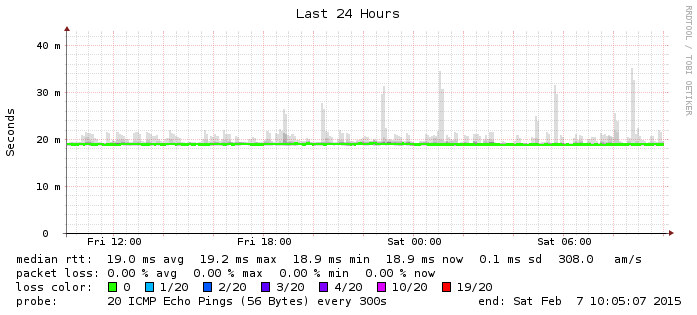 Last 24 Hours
RRDTOOL / TOBI OETIKER
Seconds
40 m
30 m
20 m
10 m
0
Fri 12:00 Fri 18:00 Sat 00:00 Sat 06:00
median rtt: 19.0 ms avg 19.2 ms max 18.9 ms min 18.9 ms now 0.1 ms sd 308.0 am/s
packet loss: 0.00 % avg 0.00 % max 0.00 % min 0.00 % now
loss color: 0 1/20 2/20 3/20 4/20 10/20 19/20
probe: 20 ICMP Echo Pings (56 Bytes) every 300s end: Sat Feb 7 10:05:07 2015